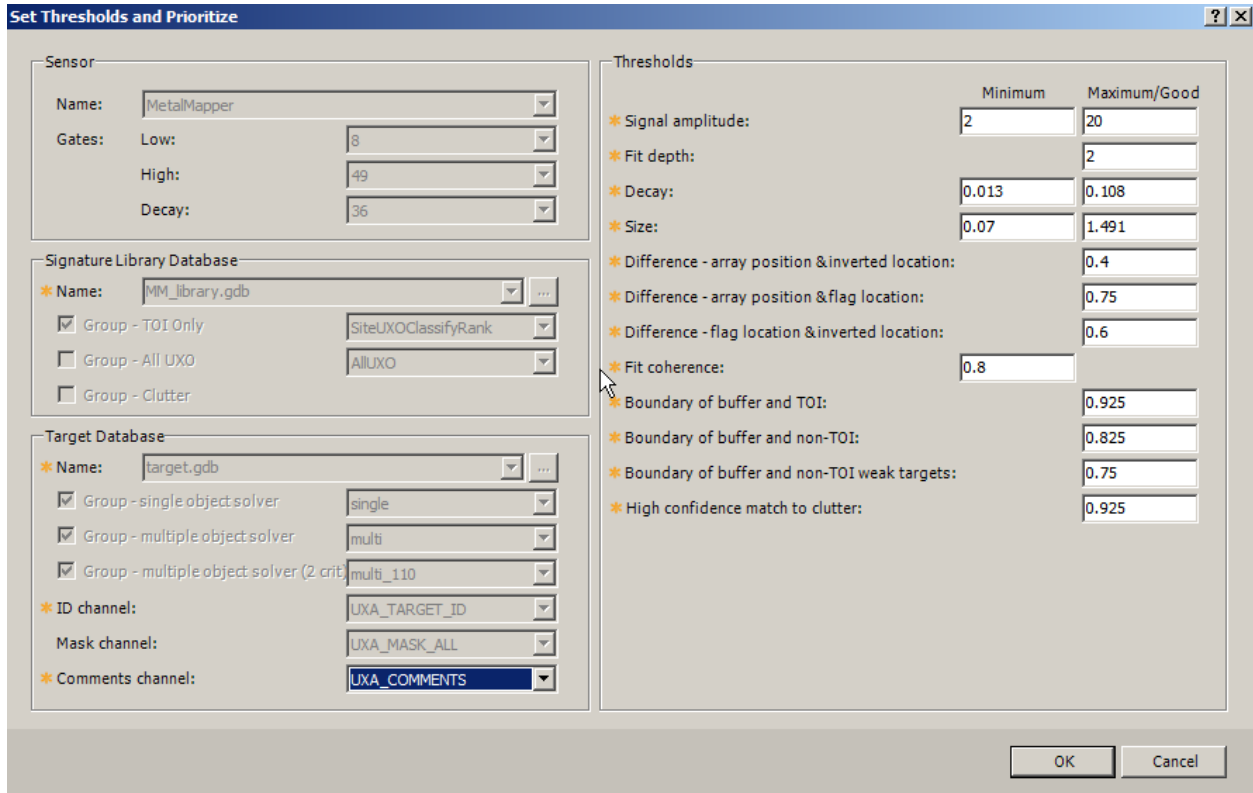 Set Thresholds and Prioritize
Sensor
Name: MetalMapper
Gates: Low: 8
High: 49
Decay: 36
Signature Library Database
* Name: MM_library.gdb ...
Group - TOI Only SiteUXOClassifyRank
Group - All UXO AllUXO
Group - Clutter
Target Database
* Name: target.gdb ...
Group - single object solver single
Group - multiple object solver multi
Group - multiple object solver (2 crit) multi_110
* ID channel: UXA_TARGET_ID
Mask channel: UXA_MASK_ALL
* Comments channel: UXA_COMMENTS
Thresholds
Minimum Maximum/Good
* Signal amplitude: 2 20
* Fit depth: 2
* Decay: 0.013 0.108
* Size: 0.07 1.491
* Difference - array position & inverted location: 0.4
* Difference - array position & flag location: 0.75
* Difference - flag location & inverted location: 0.6
* Fit coherence: 0.8
* Boundary of buffer and TOI: 0.925
* Boundary of buffer and non-TOI: 0.825
* Boundary of buffer and non-TOI weak targets: 0.75
* High confidence match to clutter: 0.925
OK Cancel